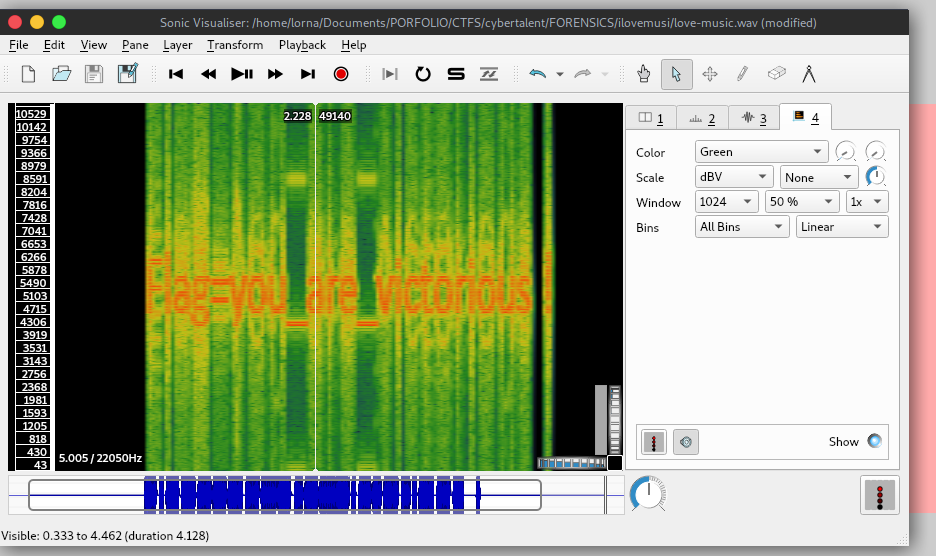 Sonic Visualiser: /home/lorna/Documents/PORFOLIO/CTFS/cybertalent/FORENSICS/ilovemusi/love-music.wav (modified)
File Edit View Pane Layer Transform Playback Help
10529
10142
9754
9366
8979
8591
8204
7816
7428
7041
6653
6266
5878
5490
5103
4715
4306
3919
3531
3143
2756
2368
1981
1593
1205
818
430
43
2.228 49140
Flag=you_are_victorious !
5.005 / 22050Hz
1 2 3 4
Color Green
Scale dBV None
Window 1024 50 % 1x
Bins All Bins Linear
Show
Visible: 0.333 to 4.462 (duration 4.128)